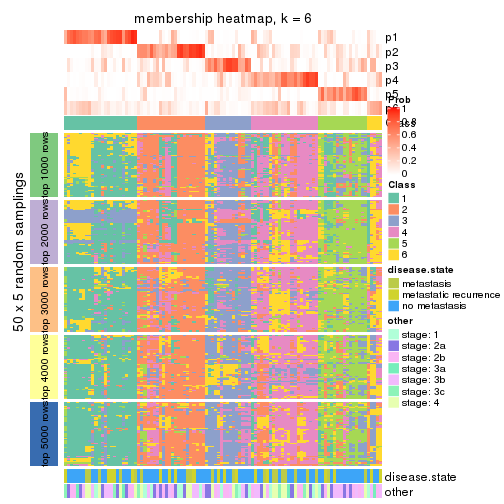 membership heatmap, k = 6
p1
p2
p3
p4
p5
p6
Class
Prob
1
0.8
0.6
0.4
0.2
0
Class
1
2
3
4
5
6
disease.state
metastasis
metastatic recurrence
no metastasis
other
stage: 1
stage: 2a
stage: 2b
stage: 3a
stage: 3b
stage: 3c
stage: 4
50 x 5 random samplings
top 1000 rows
top 2000 rows
top 3000 rows
top 4000 rows
top 5000 rows
disease.state
other